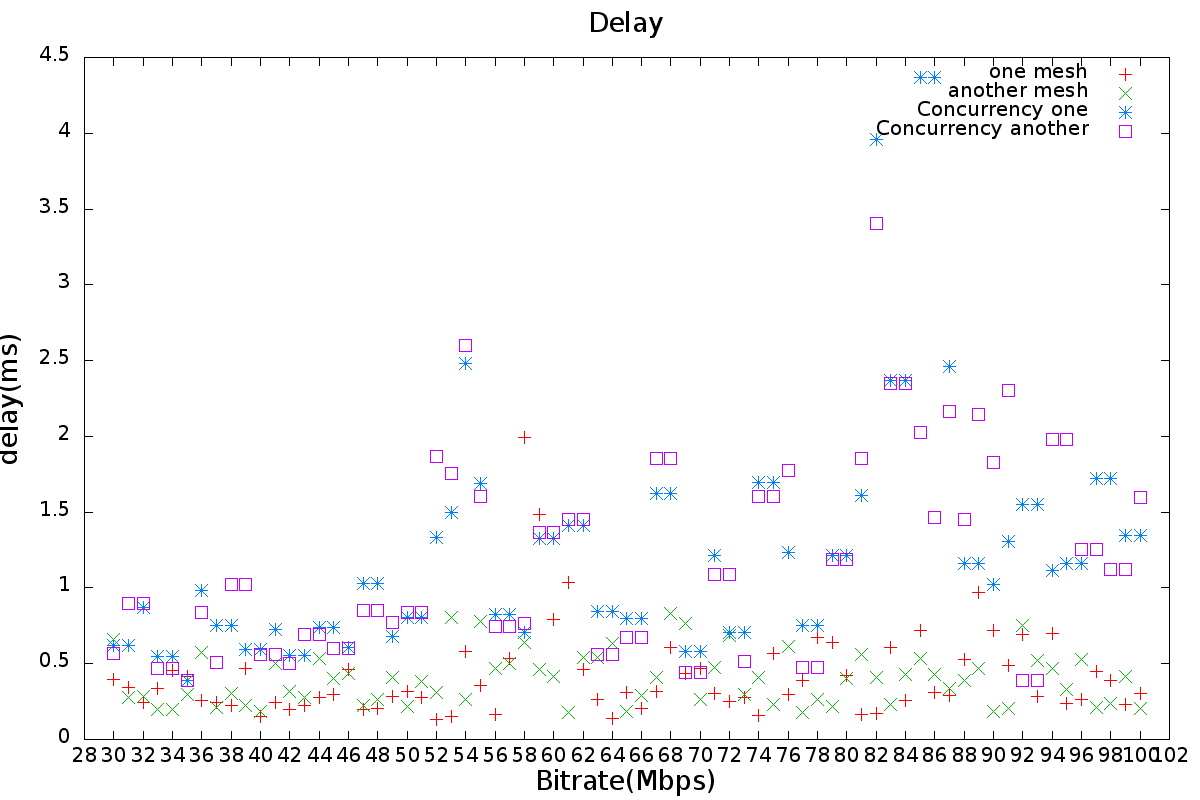 Delay
4.5
4
3.5
3
2.5
2
1.5
1
0.5
0
delay(ms)
one mesh
another mesh
Concurrency one
Concurrency another
28 30 32 34 36 38 40 42 44 46 48 50 52 54 56 58 60 62 64 66 68 70 72 74 76 78 80 82 84 86 88 90 92 94 96 98 100 102
Bitrate(Mbps)